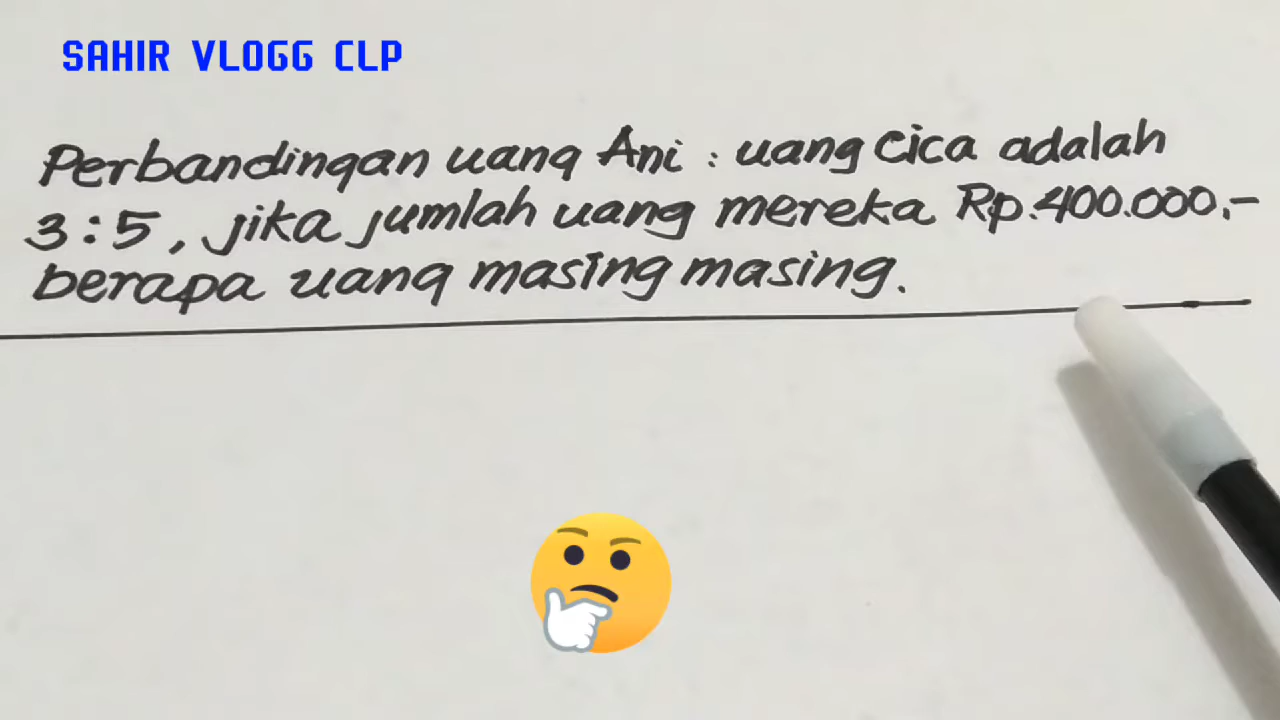 SAHIR VLOGG CLP
Perbandingan uang Ani : uang Cica adalah
3 : 5, jika jumlah uang mereka Rp.400.000,-
berapa uang masing masing.